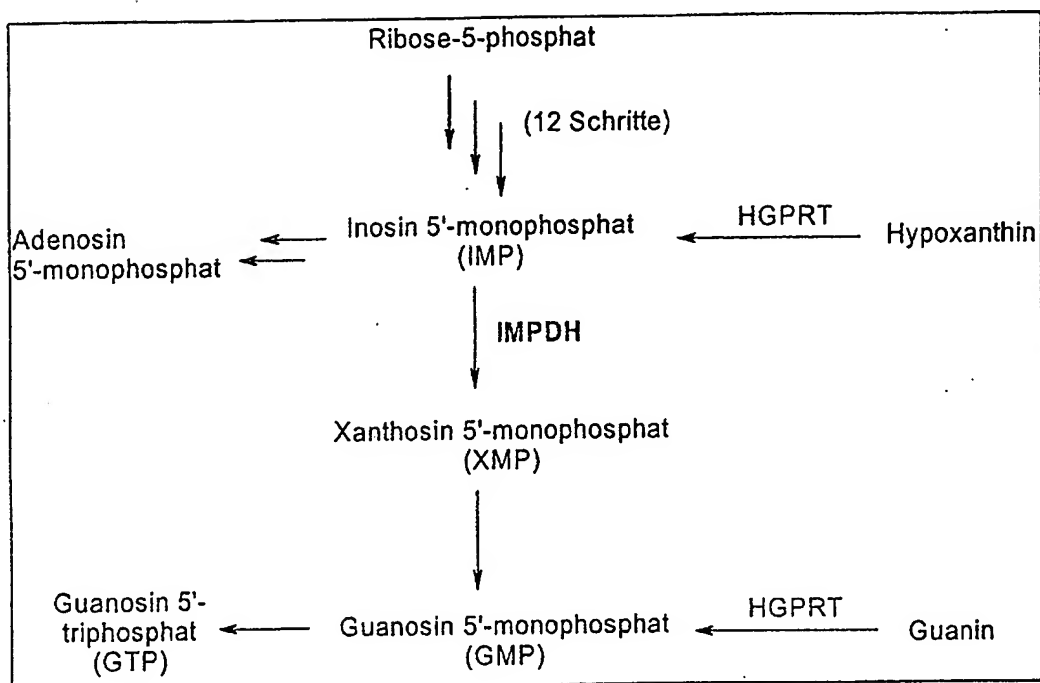 Ribose-5-phosphat
(12 Schritte)
Adenosin
5'-monophosphat
Inosin 5'-monophosphat
(IMP)
HGPRT
Hypoxanthin
IMPDH
Xanthosin 5'-monophosphat
(XMP)
Guanosin 5'-
triphosphat
(GTP)
Guanosin 5'-monophosphat
(GMP)
HGPRT
Guanin